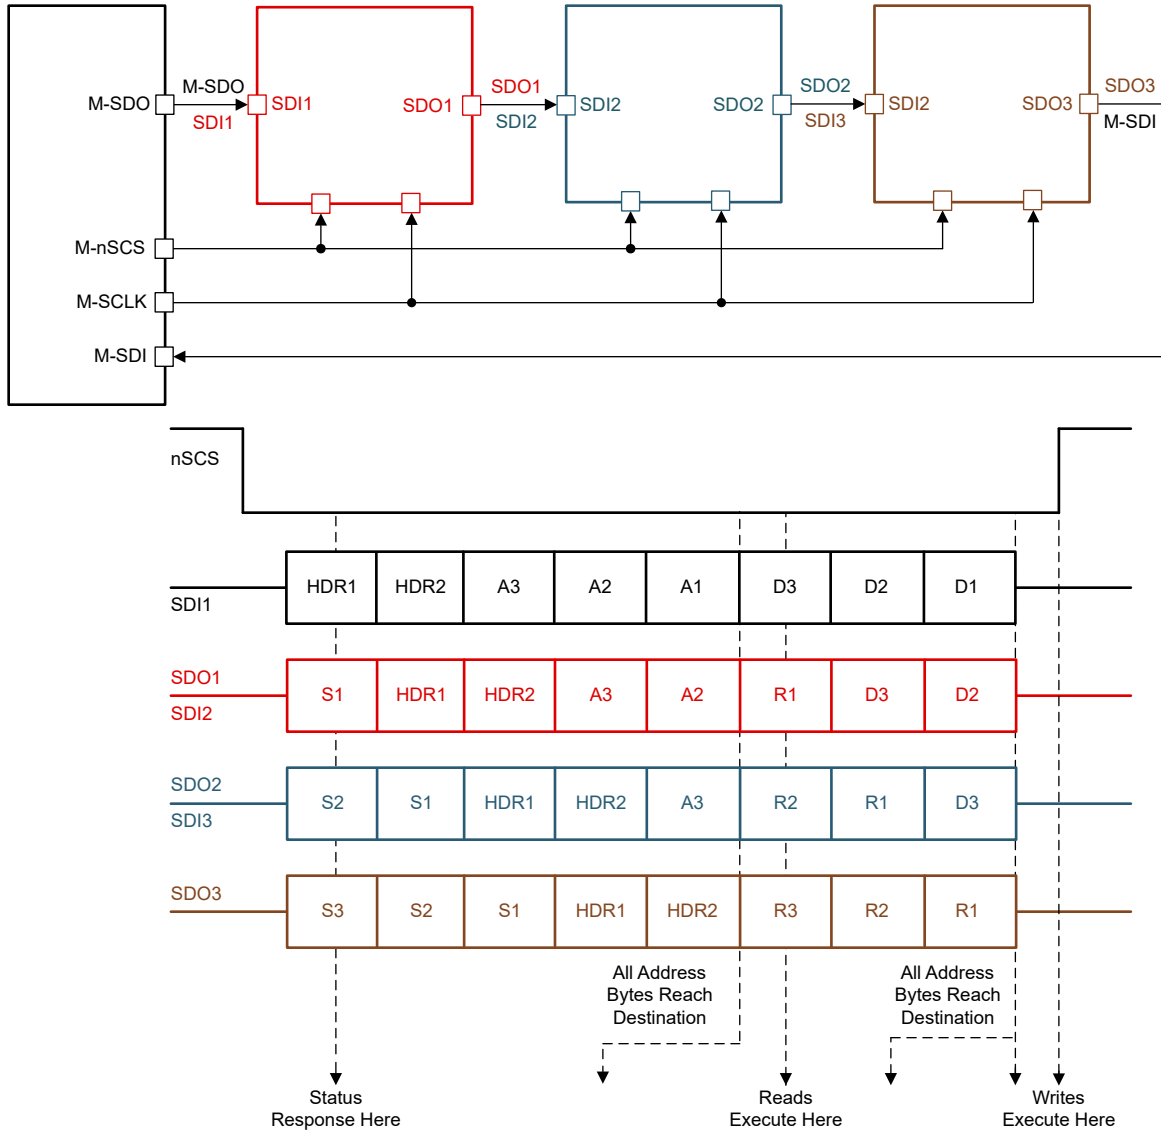 M-SDO
M-SDO
SDI1
SDI1
SDO1
SDO1
SDI2
SDI2
SDO2
SDO2
SDI3
SDI2
SDO3
SDO3
M-SDI
M-nSCS
M-SCLK
M-SDI
nSCS
SDI1
HDR1 HDR2 A3 A2 A1 D3 D2 D1
SDO1
SDI2
S1 HDR1 HDR2 A3 A2 R1 D3 D2
SDO2
SDI3
S2 S1 HDR1 HDR2 A3 R2 R1 D3
SDO3
S3 S2 S1 HDR1 HDR2 R3 R2 R1
All Address
Bytes Reach
Destination
All Address
Bytes Reach
Destination
Status
Response Here
Reads
Execute Here
Writes
Execute Here